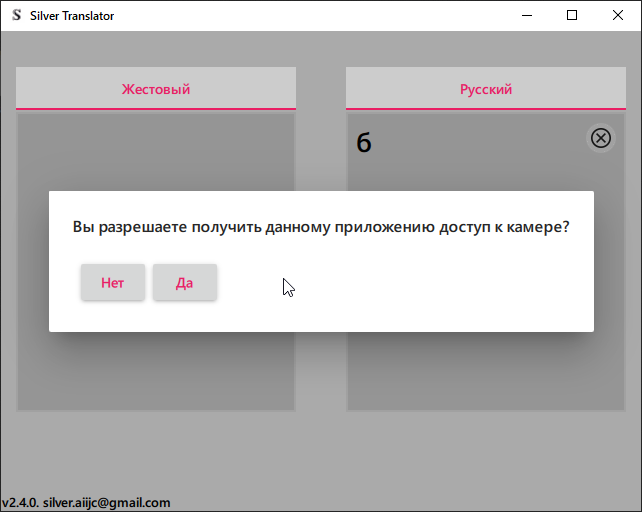 S Silver Translator
Жестовый
Русский
б
Вы разрешаете получить данному приложению доступ к камере?
Нет
Да
v2.4.0. silver.aiijc@gmail.com